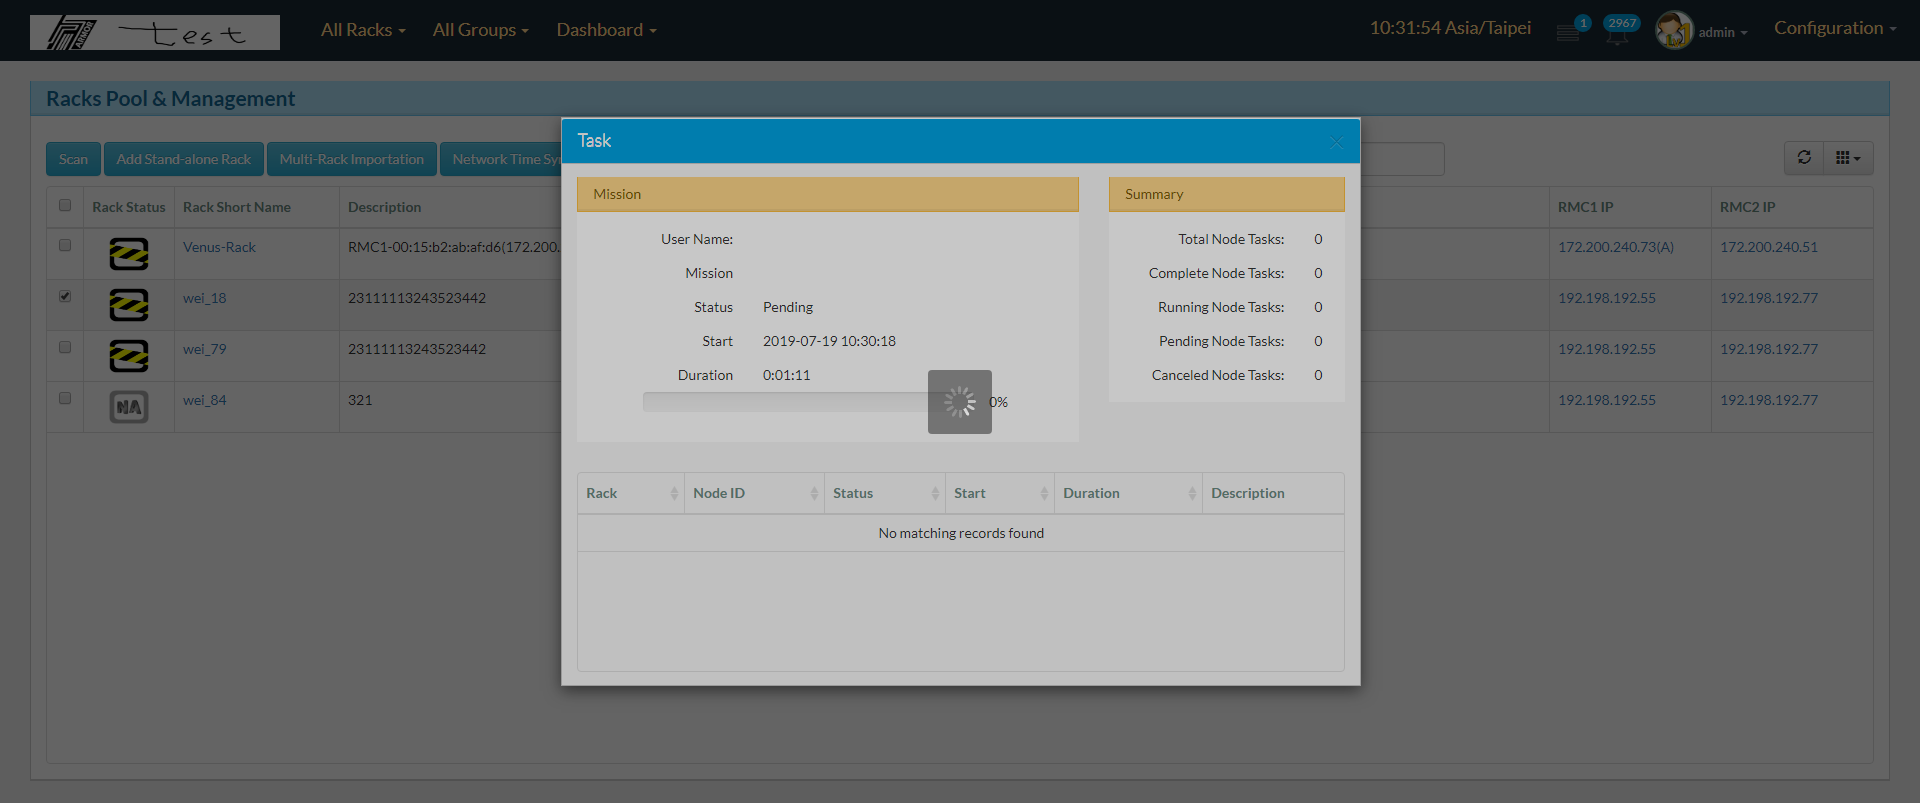 ARMOR test All Racks All Groups Dashboard 10:31:54 Asia/Taipei 1 2967 admin Configuration
Racks Pool & Management
Scan Add Stand-alone Rack Multi-Rack Importation Network Time Sy
Rack Status Rack Short Name Description RMC1 IP RMC2 IP
Venus-Rack RMC1-00:15:b2:ab:af:d6(172.200. 172.200.240.73(A) 172.200.240.51
wei_18 23111113243523442 192.198.192.55 192.198.192.77
wei_79 23111113243523442 192.198.192.55 192.198.192.77
NA wei_84 321 192.198.192.55 192.198.192.77
Task
Mission
User Name:
Mission
Status Pending
Start 2019-07-19 10:30:18
Duration 0:01:11
0%
Summary
Total Node Tasks: 0
Complete Node Tasks: 0
Running Node Tasks: 0
Pending Node Tasks: 0
Canceled Node Tasks: 0
Rack Node ID Status Start Duration Description
No matching records found